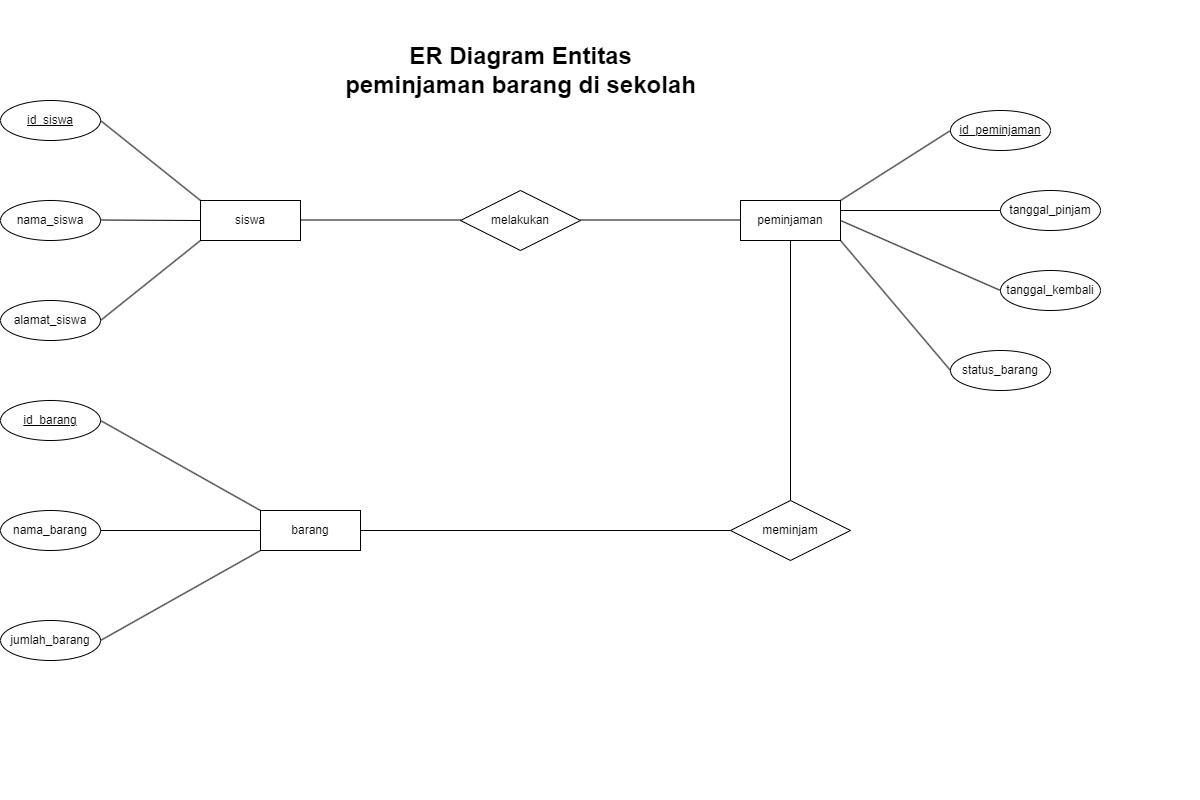 ER Diagram Entitas
peminjaman barang di sekolah
id_siswa
id_peminjaman
nama_siswa
siswa
melakukan
peminjaman
tanggal_pinjam
alamat_siswa
tanggal_kembali
status_barang
id_barang
nama_barang
barang
meminjam
jumlah_barang